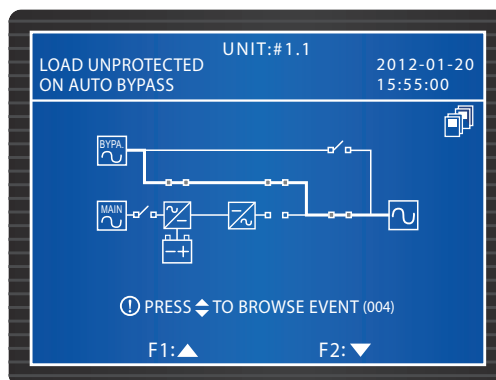 UNIT:#1.1
LOAD UNPROTECTED
ON AUTO BYPASS
2012-01-20
15:55:00
BYPA.
MAIN
PRESS TO BROWSE EVENT (004)
F1: F2: